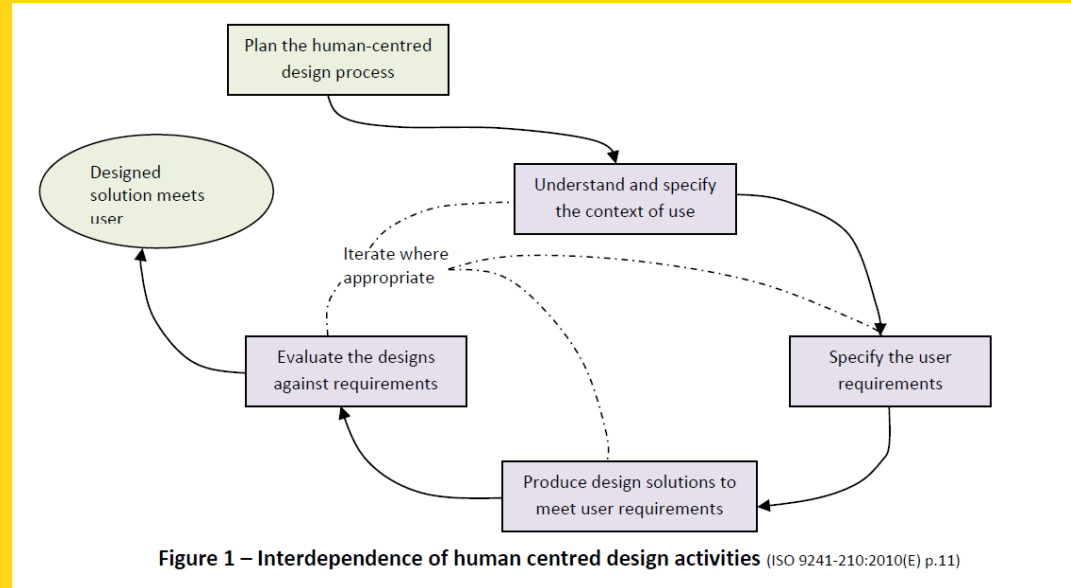 Plan the human-centred
design process
Designed
solution meets
user
Understand and specify
the context of use
Iterate where
appropriate
Evaluate the designs
against requirements
Specify the user
requirements
Produce design solutions to
meet user requirements
Figure 1 – Interdependence of human centred design activities (ISO 9241-210:2010(E) p.11)